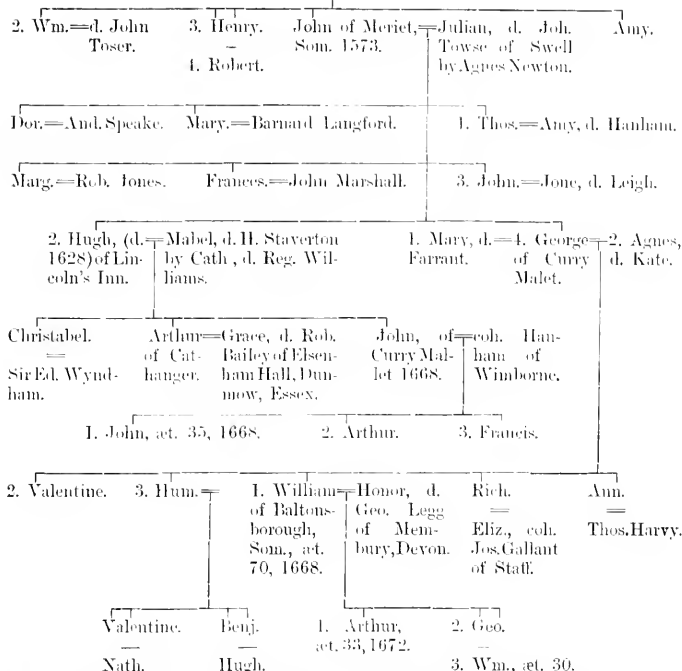 2. Wm.=d. John Toser.
3. Henry. – 4. Robert.
John of Meriet, Som. 1573.=Julian, d. Joh. Towse of Swell by Agnes Newton.
Amy.
Dor.=And. Speake. Mary.=Barnard Langford. 1. Thos.=Amy, d. Hanham.
Marg.=Rob. Jones. Frances.=John Marshall. 3. John.=Jone, d. Leigh.
2. Hugh, (d. 1628) of Lincoln's Inn.=Mabel, d. H. Staverton by Cath, d. Reg. Williams.
1. Mary, d. Farrant.=4. George of Curry Malet.=2. Agnes, d. Kate.
Christabel. = Sir Ed. Wyndham.
Arthur of Cathanger.=Grace, d. Rob. Bailey of Elsenham Hall, Dunmow, Essex.
John, of Curry Mallet 1668.=coh. Hanham of Wimborne.
1. John, æt. 35, 1668. 2. Arthur. 3. Francis.
2. Valentine. 3. Hum.=
1. William of Baltonsborough, Som., æt. 70, 1668.=Honor, d. Geo. Legg of Membury, Devon.
Rich. = Eliz., coh. Jos. Gallant of Staff.
Ann. = Thos. Harvy.
Valentine. – Nath.
Benj. – Hugh.
1. Arthur, æt. 33, 1672.
2. Geo. – 3. Wm., æt. 30.